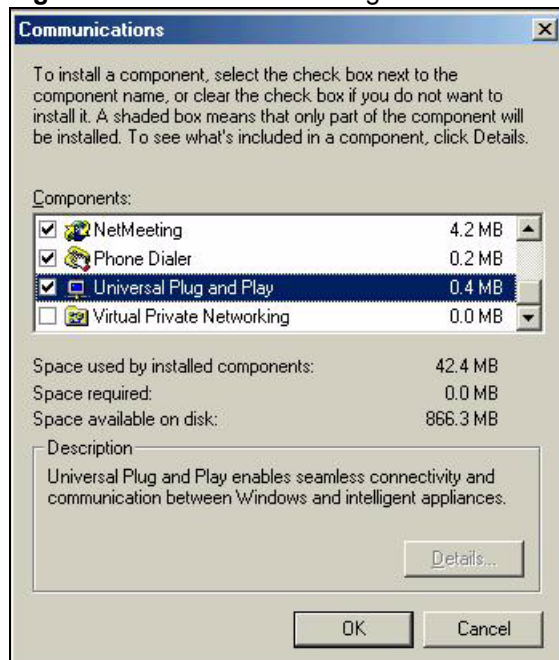 Communications
To install a component, select the check box next to the
component name, or clear the check box if you do not want to
install it. A shaded box means that only part of the component will
be installed. To see what's included in a component, click Details.
Components:
NetMeeting 4.2 MB
Phone Dialer 0.2 MB
Universal Plug and Play 0.4 MB
Virtual Private Networking 0.0 MB
Space used by installed components: 42.4 MB
Space required: 0.0 MB
Space available on disk: 866.3 MB
Description
Universal Plug and Play enables seamless connectivity and
communication between Windows and intelligent appliances.
Details...
OK Cancel